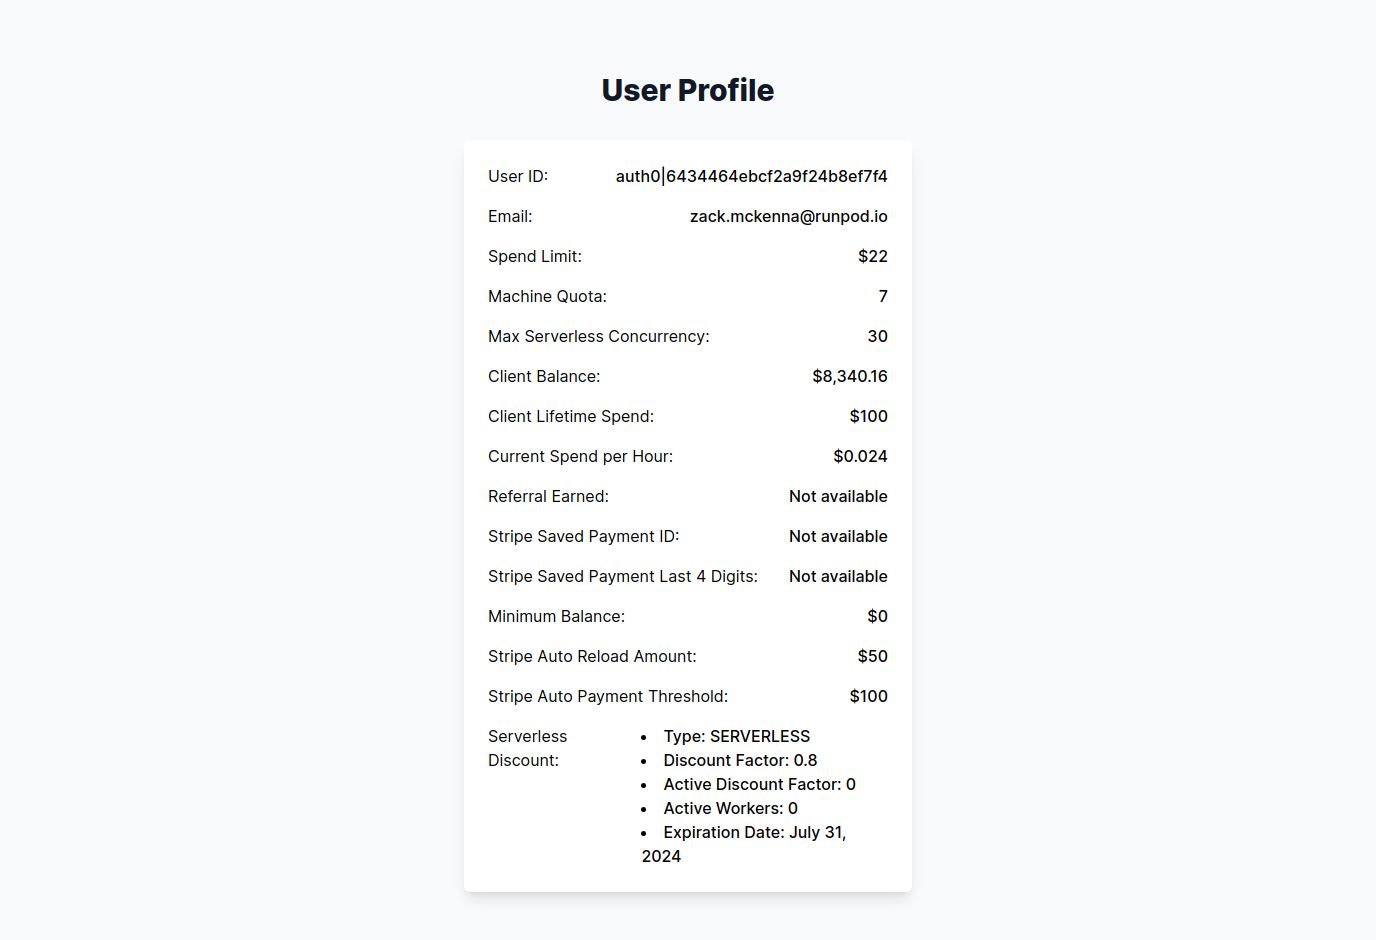 User Profile
User ID: auth0|6434464ebcf2a9f24b8ef7f4
Email: zack.mckenna@runpod.io
Spend Limit: $22
Machine Quota: 7
Max Serverless Concurrency: 30
Client Balance: $8,340.16
Client Lifetime Spend: $100
Current Spend per Hour: $0.024
Referral Earned: Not available
Stripe Saved Payment ID: Not available
Stripe Saved Payment Last 4 Digits: Not available
Minimum Balance: $0
Stripe Auto Reload Amount: $50
Stripe Auto Payment Threshold: $100
Serverless
Discount:
• Type: SERVERLESS
• Discount Factor: 0.8
• Active Discount Factor: 0
• Active Workers: 0
• Expiration Date: July 31,
2024